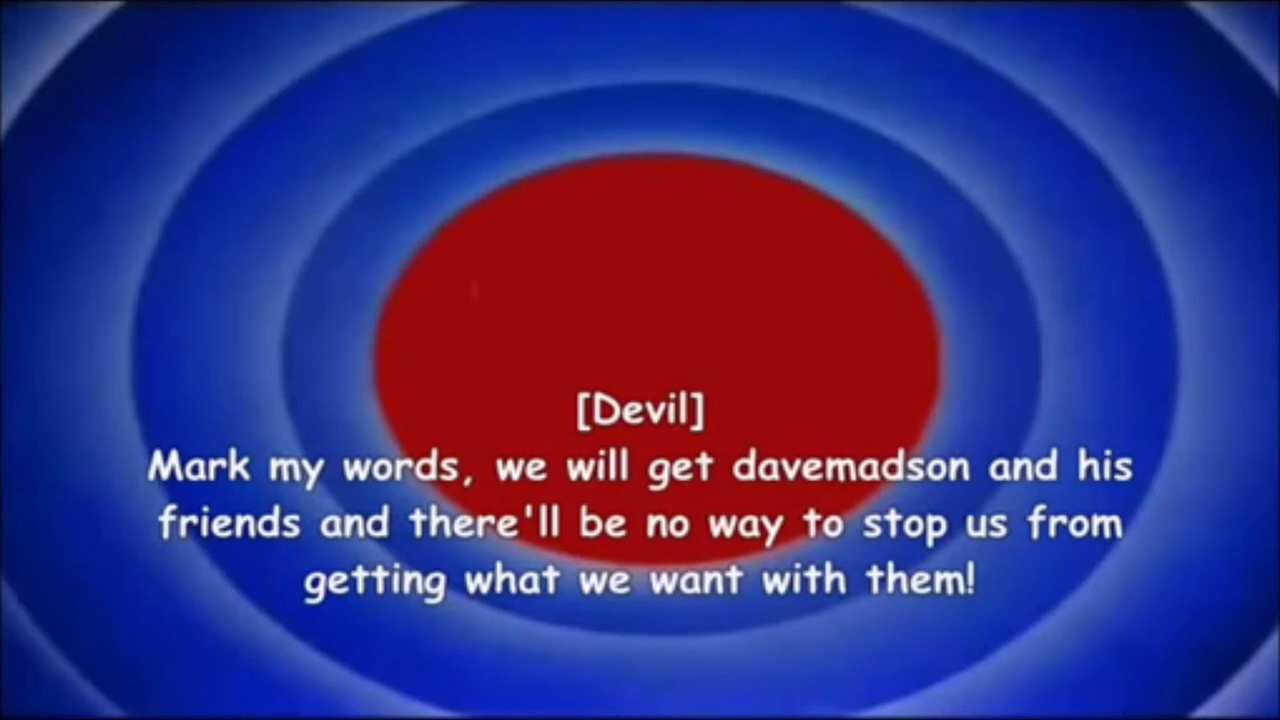 [Devil]
Mark my words, we will get davemadson and his
friends and there'll be no way to stop us from
getting what we want with them!